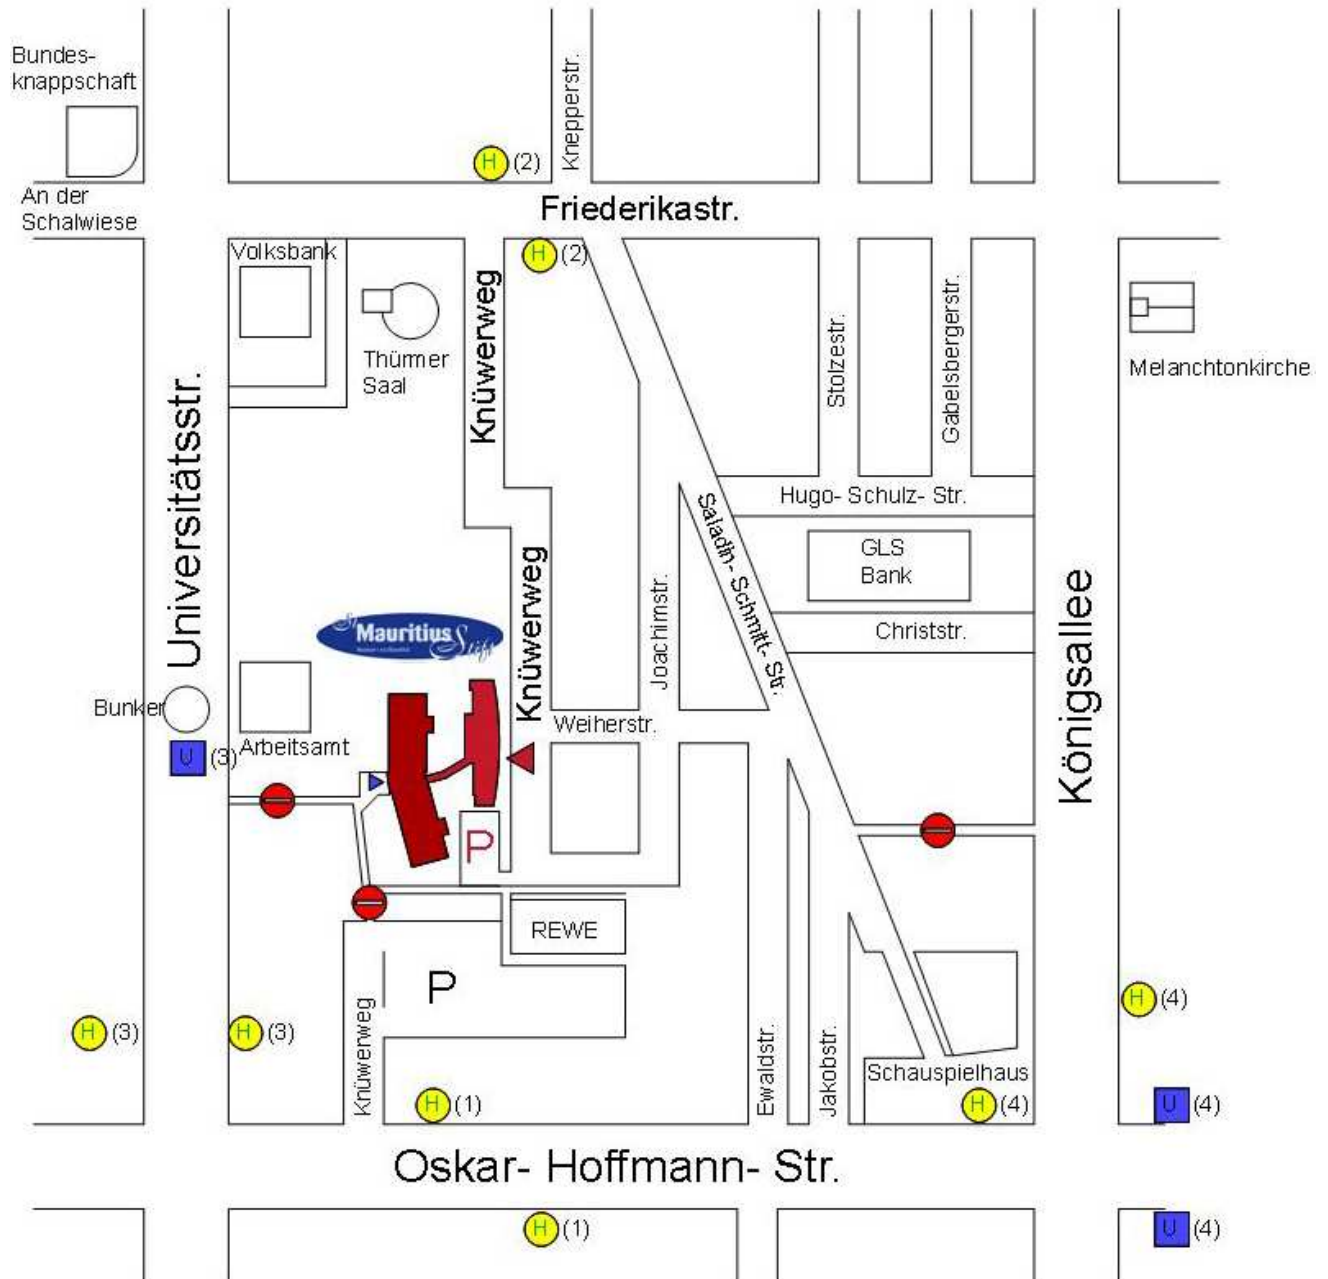 Bundes-
knappschaft
Knepperstr.
H (2)
An der
Schalwiese
Friederikastr.
Volksbank
H (2)
Thürmer
Saal
Knüwerweg
Stolzestr.
Gabelsbergerstr.
Melanchtonkirche
Universitätsstr.
Hugo- Schulz- Str.
Saladin- Schmitt- Str.
GLS
Bank
Christstr.
St.
Mauritius
Stift
Knüwerweg
Joachimstr.
Königsallee
Bunker
Weiherstr.
Arbeitsamt
U (3)
P
REWE
P
H (3)
H (3)
Knüwerweg
Ewaldstr.
Jakobstr.
H (4)
Schauspielhaus
H (1)
H (4)
U (4)
Oskar- Hoffmann- Str.
H (1)
U (4)